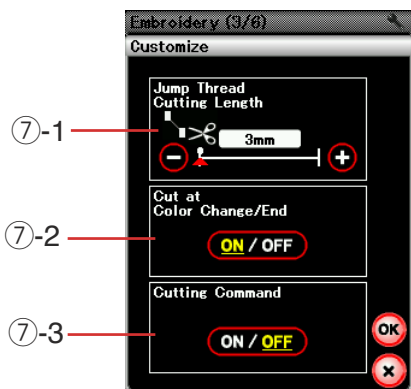 Embroidery (3/6)
Customize
Jump Thread
Cutting Length
⑦-1
3mm
Cut at
Color Change/End
⑦-2
ON / OFF
Cutting Command
⑦-3
ON / OFF
OK